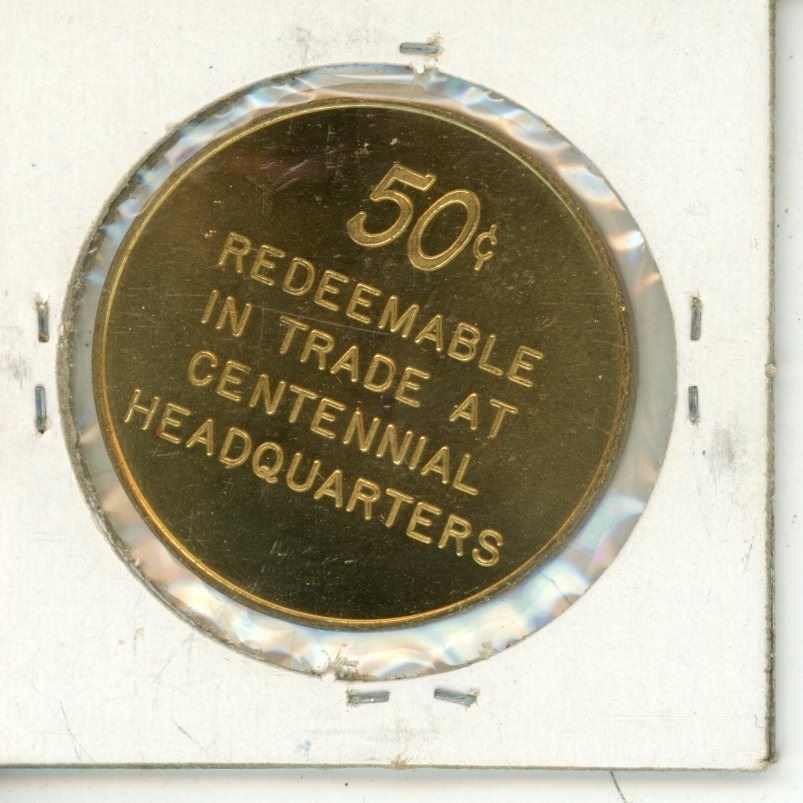 50¢
REDEEMABLE
IN TRADE AT
CENTENNIAL
HEADQUARTERS